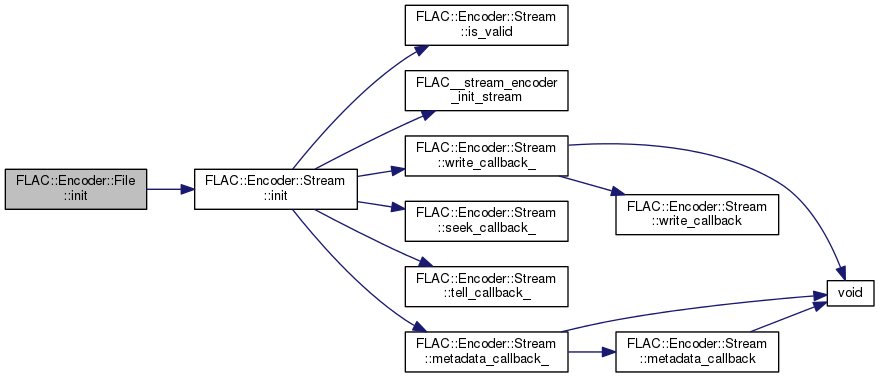 FLAC::Encoder::File
::init
FLAC::Encoder::Stream
::init
FLAC::Encoder::Stream
::is_valid
FLAC__stream_encoder
_init_stream
FLAC::Encoder::Stream
::write_callback_
FLAC::Encoder::Stream
::seek_callback_
FLAC::Encoder::Stream
::tell_callback_
FLAC::Encoder::Stream
::metadata_callback_
FLAC::Encoder::Stream
::write_callback
FLAC::Encoder::Stream
::metadata_callback
void